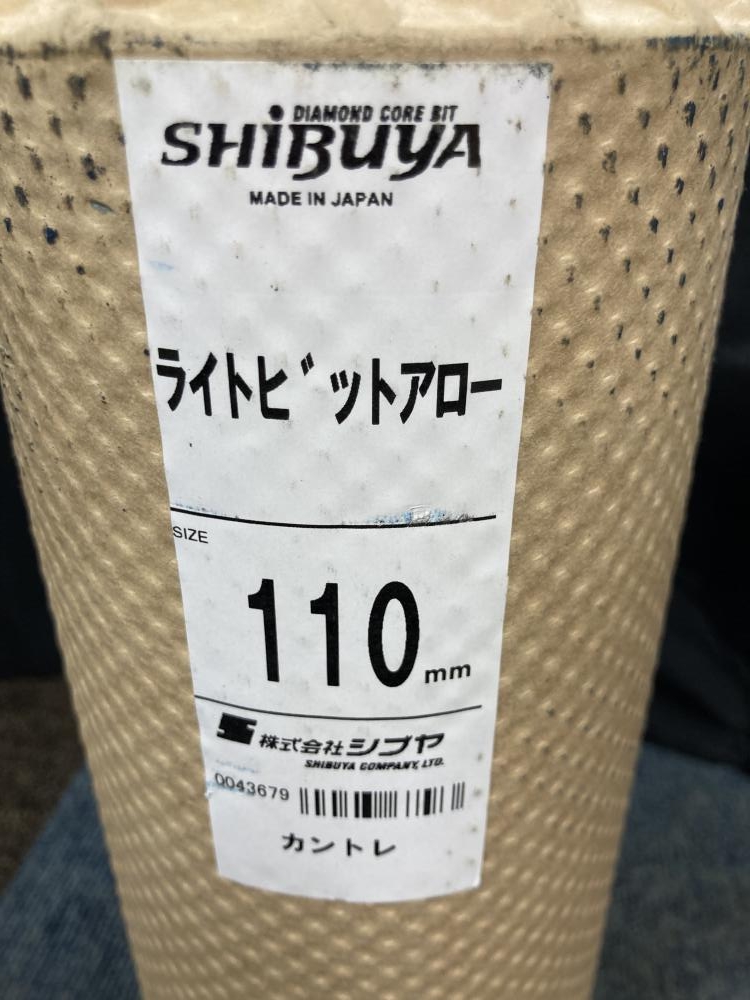 DIAMOND CORE BIT
SHIBUYA
MADE IN JAPAN
ライトビットアロー
SIZE
110mm
株式会社シブヤ
SHIBUYA COMPANY, LTD.
0043679
カントレ